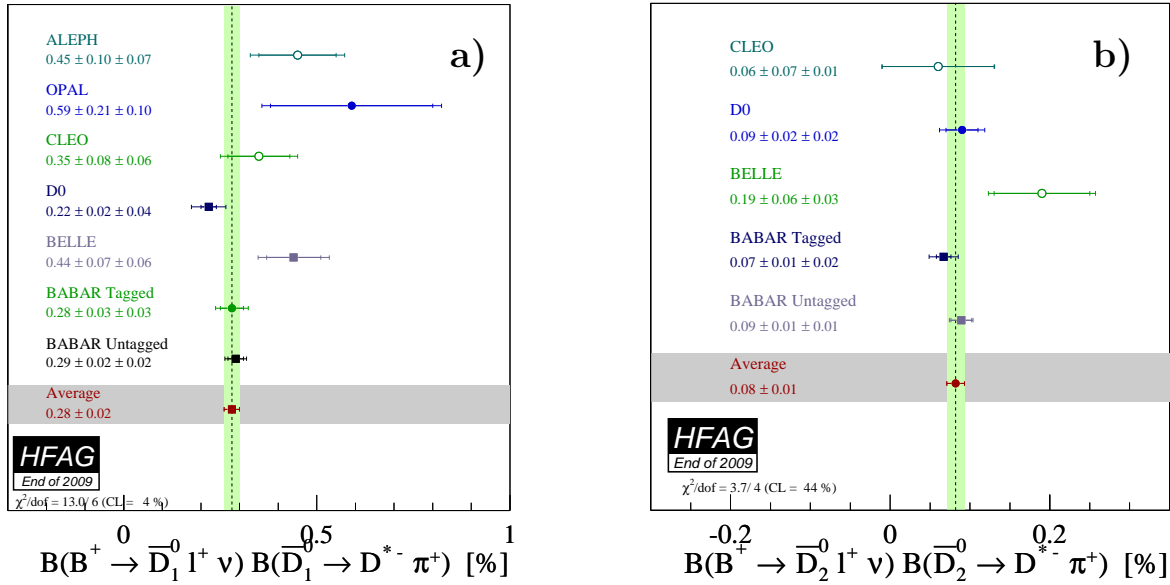 a)
ALEPH
0.45 ± 0.10 ± 0.07
OPAL
0.59 ± 0.21 ± 0.10
CLEO
0.35 ± 0.08 ± 0.06
D0
0.22 ± 0.02 ± 0.04
BELLE
0.44 ± 0.07 ± 0.06
BABAR Tagged
0.28 ± 0.03 ± 0.03
BABAR Untagged
0.29 ± 0.02 ± 0.02
Average
0.28 ± 0.02
HFAG
End of 2009
χ²/dof = 13.0/ 6 (CL = 4 %)
0 0.5 1
B(B⁺ → D̅₁⁰ l⁺ ν) B(D̅₁⁰ → D*⁻ π⁺) [%]
b)
CLEO
0.06 ± 0.07 ± 0.01
D0
0.09 ± 0.02 ± 0.02
BELLE
0.19 ± 0.06 ± 0.03
BABAR Tagged
0.07 ± 0.01 ± 0.02
BABAR Untagged
0.09 ± 0.01 ± 0.01
Average
0.08 ± 0.01
HFAG
End of 2009
χ²/dof = 3.7/ 4 (CL = 44 %)
-0.2 0 0.2
B(B⁺ → D̅₂⁰ l⁺ ν) B(D̅₂⁰ → D*⁻ π⁺) [%]